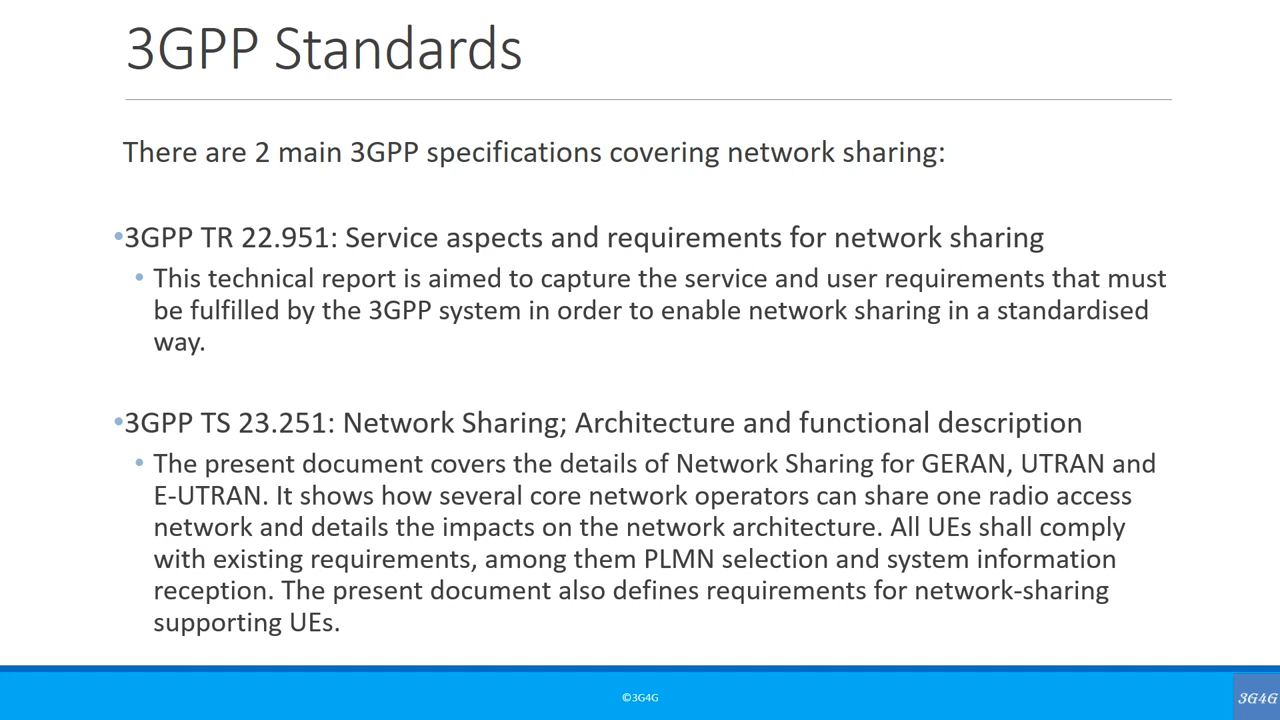 3GPP Standards
There are 2 main 3GPP specifications covering network sharing:
•3GPP TR 22.951: Service aspects and requirements for network sharing
• This technical report is aimed to capture the service and user requirements that must
be fulfilled by the 3GPP system in order to enable network sharing in a standardised
way.
•3GPP TS 23.251: Network Sharing; Architecture and functional description
• The present document covers the details of Network Sharing for GERAN, UTRAN and
E-UTRAN. It shows how several core network operators can share one radio access
network and details the impacts on the network architecture. All UEs shall comply
with existing requirements, among them PLMN selection and system information
reception. The present document also defines requirements for network-sharing
supporting UEs.
©3G4G
3G4G